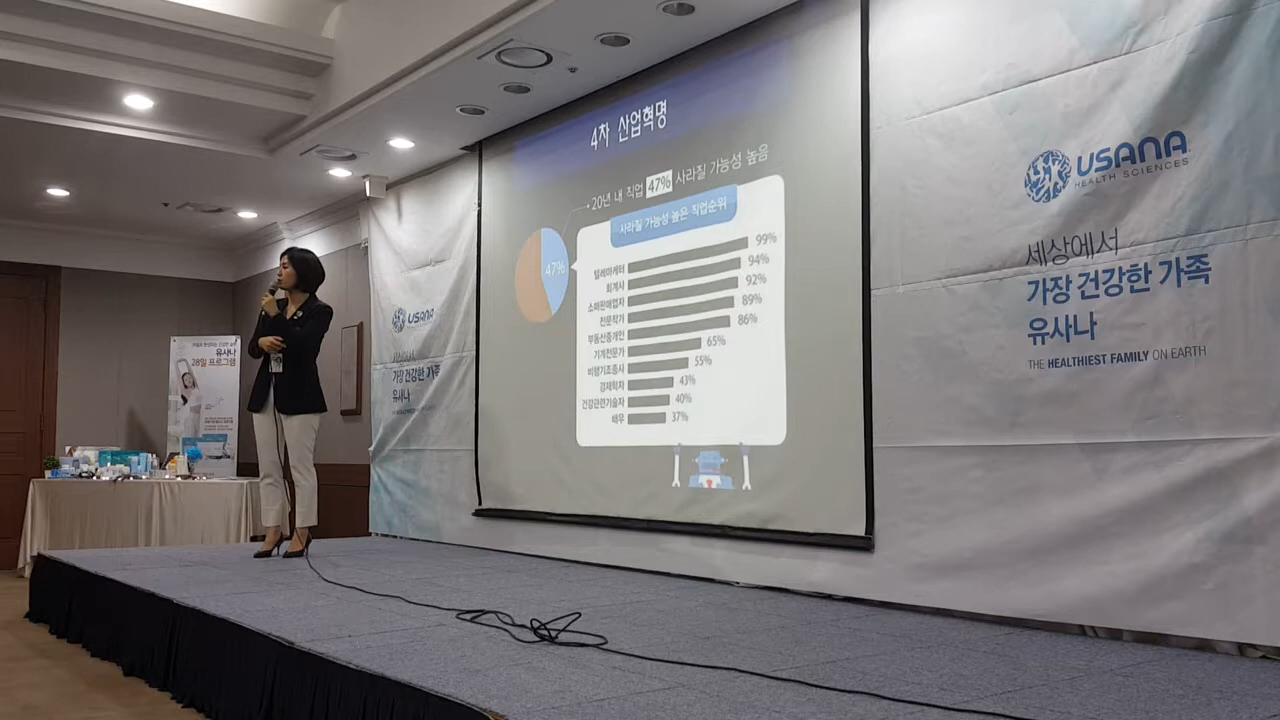 4차 산업혁명
• 20년 내 직업 47% 사라질 가능성 높음
47%
사라질 가능성 높은 직업순위
텔레마케터 99%
회계사 94%
소매판매업자 92%
전문작가 89%
부동산중개인 86%
기계전문가 65%
비행기조종사 55%
경제학자 43%
건강관련기술자 40%
배우 37%
USANA
HEALTH SCIENCES
세상에서
가장 건강한 가족
유사나
THE HEALTHIEST FAMILY ON EARTH
USANA
가장 건강한 가족
유사나
유사나
28일 프로그램